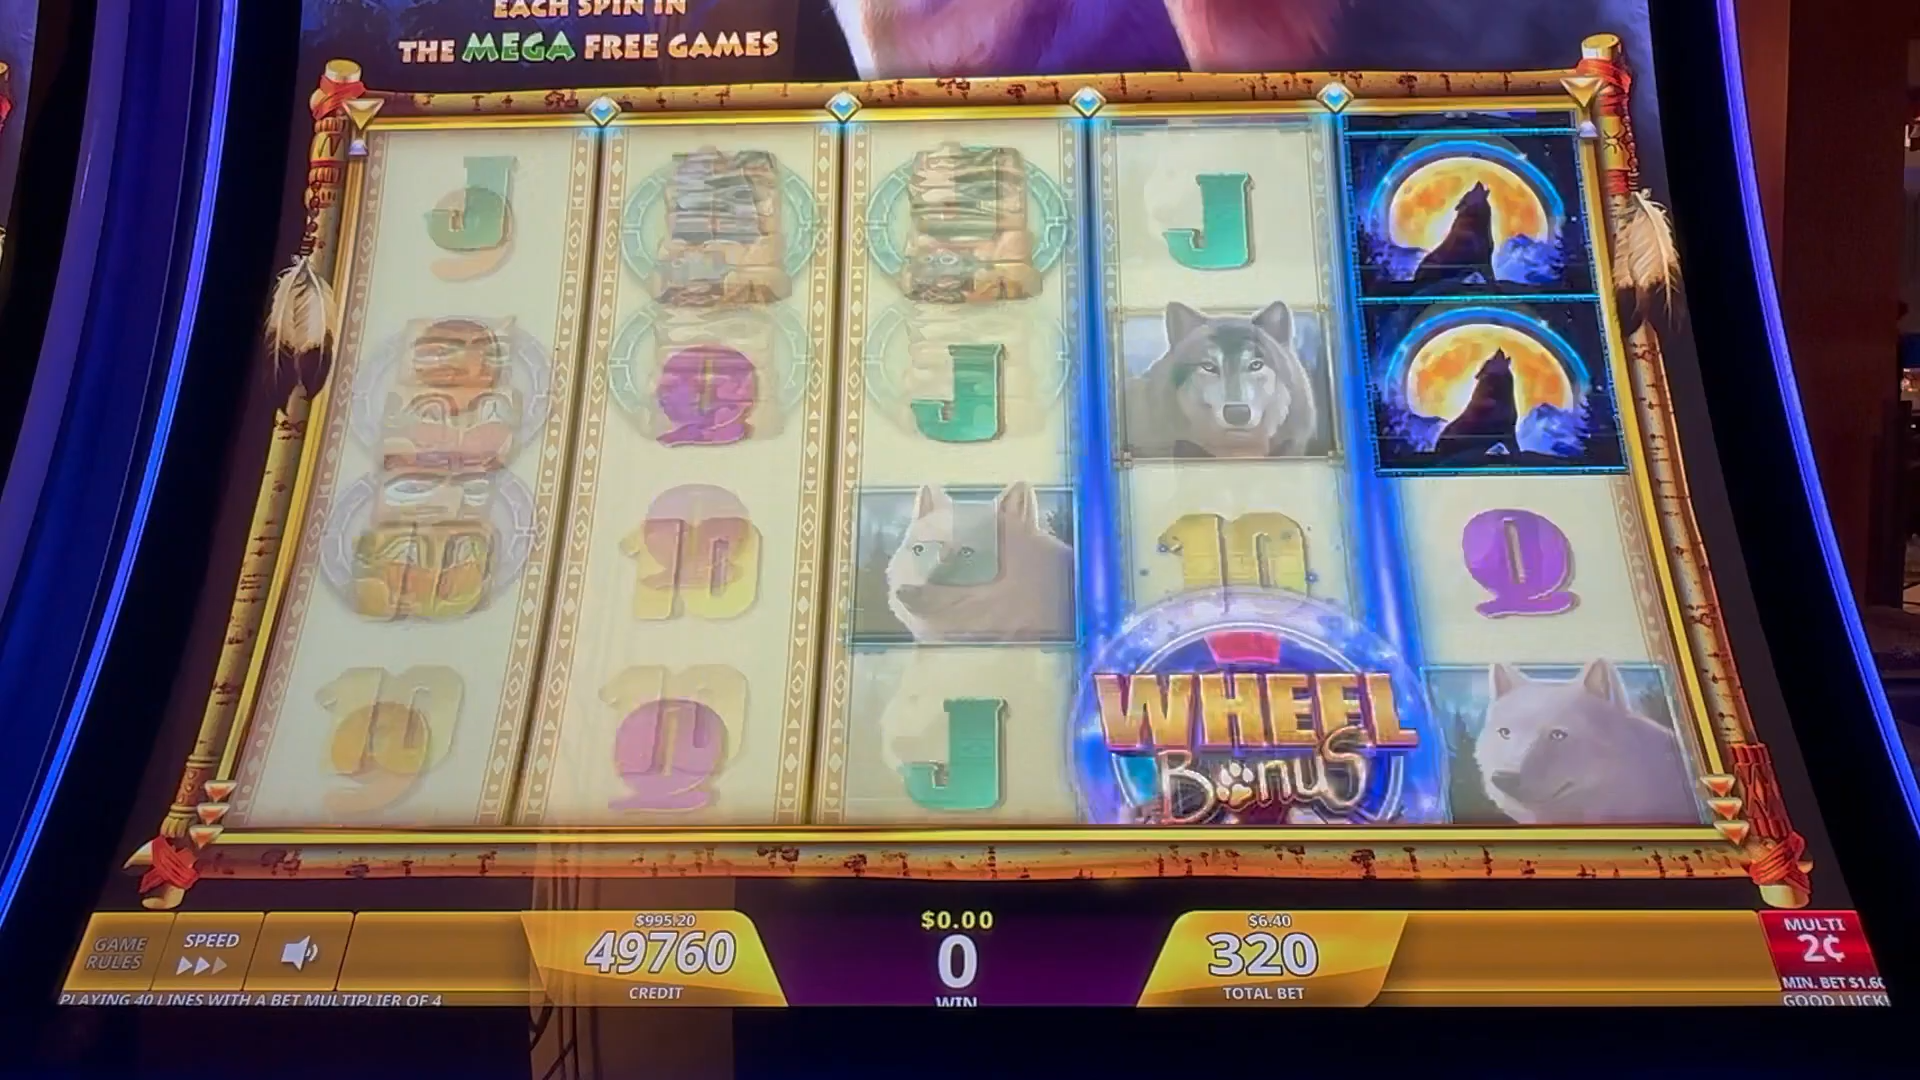 EACH SPIN IN
THE MEGA FREE GAMES
J
J
Q
J
10
10
Q
10
Q
J
WHEEL
Bonus
GAME
RULES
SPEED
$995.20
49760
CREDIT
$0.00
0
WIN
$6.40
320
TOTAL BET
MULTI
2¢
MIN. BET $1.60
GOOD LUCK!
PLAYING 40 LINES WITH A BET MULTIPLIER OF 4